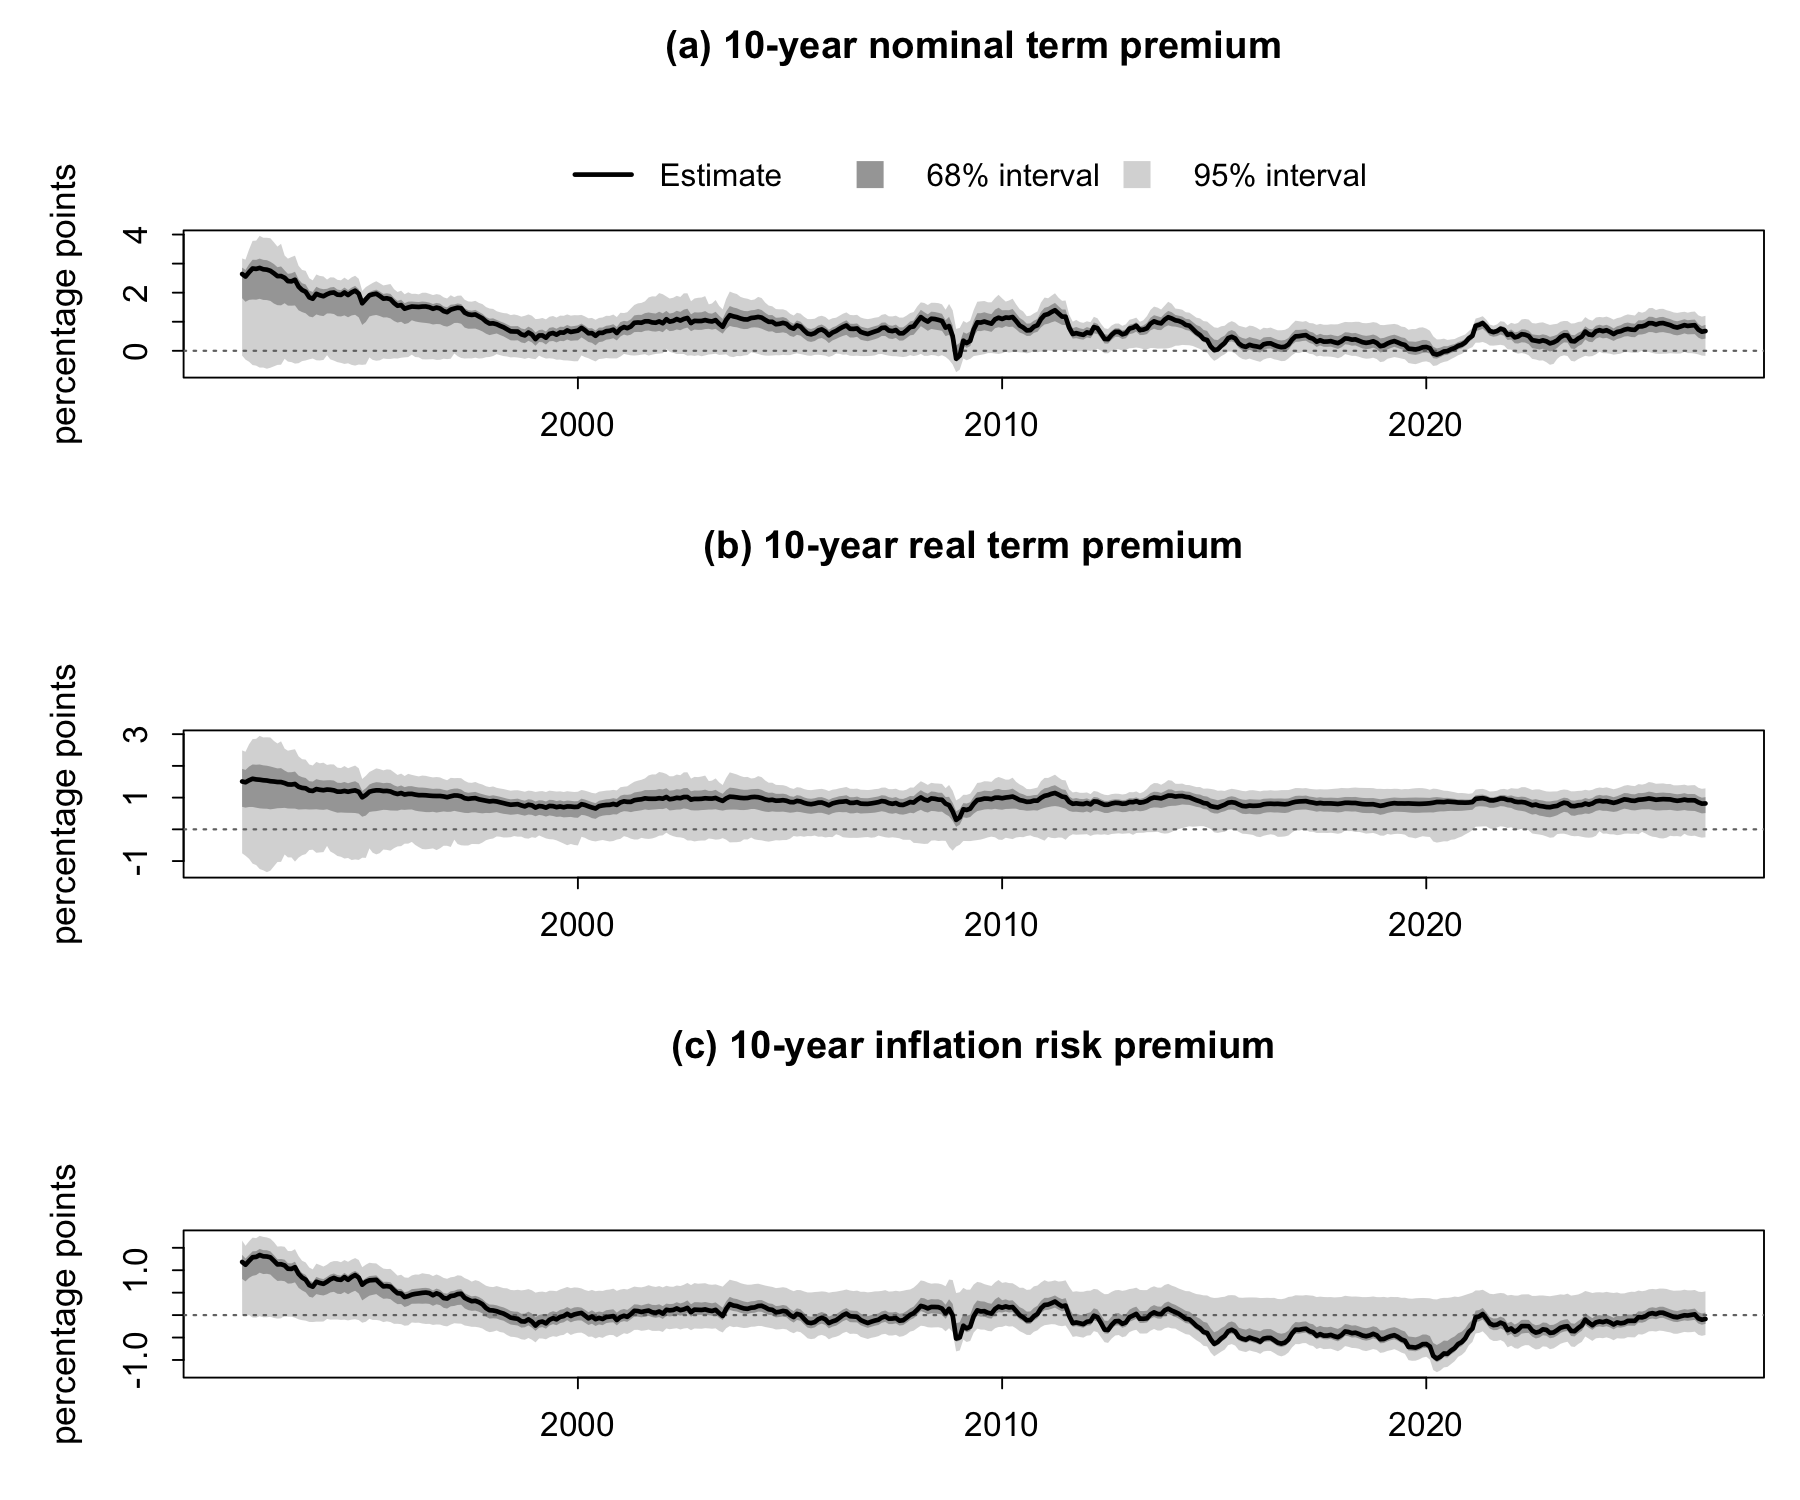 (a) 10-year nominal term premium
Estimate 68% interval 95% interval
percentage points
4
2
0
2000 2010 2020
(b) 10-year real term premium
percentage points
3
1
-1
2000 2010 2020
(c) 10-year inflation risk premium
percentage points
1.0
-1.0
2000 2010 2020